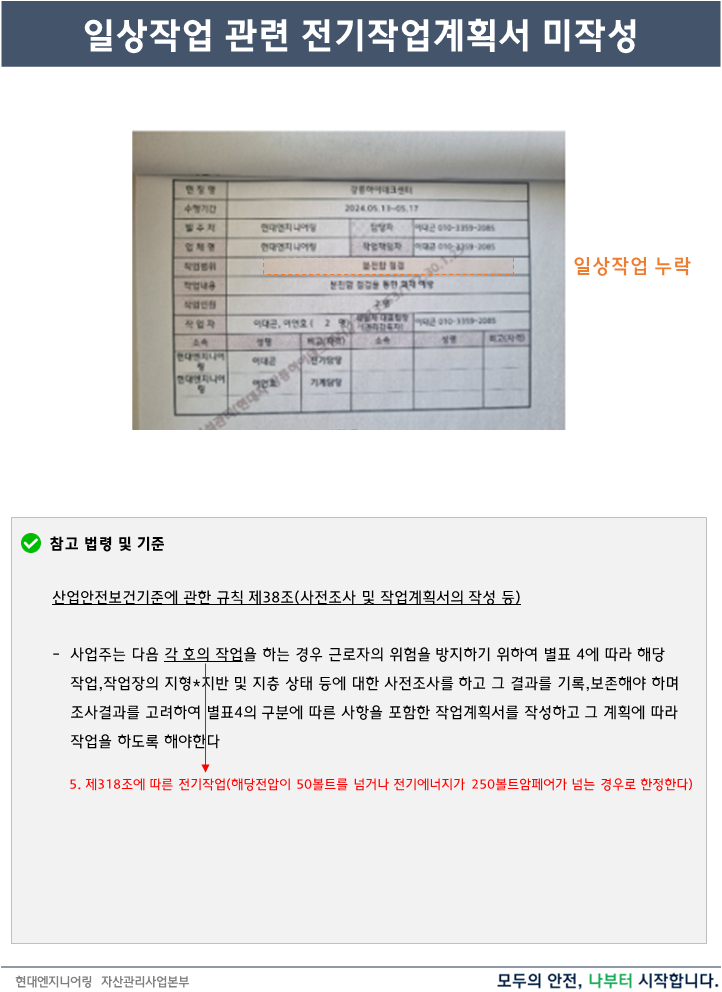 일상작업 관련 전기작업계획서 미작성
현 장 명 강릉하이테크센터
수행기간 2024.05.13~05.17
발 주 자 현대엔지니어링 담당자 이대곤 010-3359-2085
업 체 명 현대엔지니어링 작업책임자 이대곤 010-3359-2085
작업범위 분전함 점검
일상작업 누락
작업내용 분전함 점검을 통한 화재 예방
작업인원
작 업 자 이대곤, 이언호 ( 2 명) (관리감독자) 이대곤 010-3359-2085
소속 성명 비고(자격) 소속 성명 비고(자격)
현대엔지니어링 이대곤 전기담당
현대엔지니어링 이언호 기계담당
참고 법령 및 기준
산업안전보건기준에 관한 규칙 제38조(사전조사 및 작업계획서의 작성 등)
- 사업주는 다음 각 호의 작업을 하는 경우 근로자의 위험을 방지하기 위하여 별표 4에 따라 해당
작업,작업장의 지형*지반 및 지층 상태 등에 대한 사전조사를 하고 그 결과를 기록,보존해야 하며
조사결과를 고려하여 별표4의 구분에 따른 사항을 포함한 작업계획서를 작성하고 그 계획에 따라
작업을 하도록 해야한다
5. 제318조에 따른 전기작업(해당전압이 50볼트를 넘거나 전기에너지가 250볼트암페어가 넘는 경우로 한정한다)
현대엔지니어링 자산관리사업본부
모두의 안전, 나부터 시작합니다.